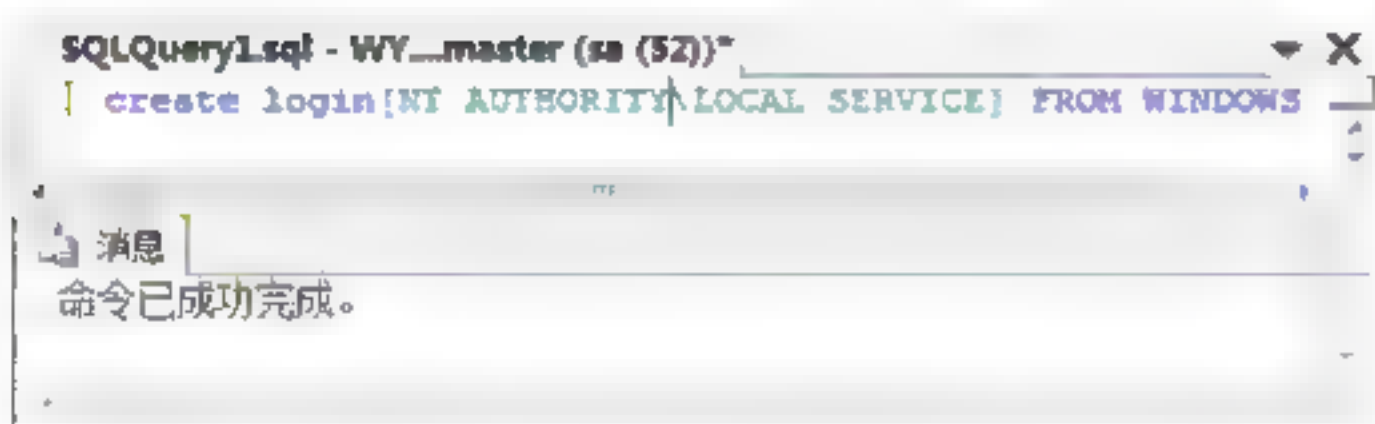 SQLQuery1.sql - WY....master (sa (52))*
create login[NT AUTHORITY\LOCAL SERVICE] FROM WINDOWS
消息
命令已成功完成。